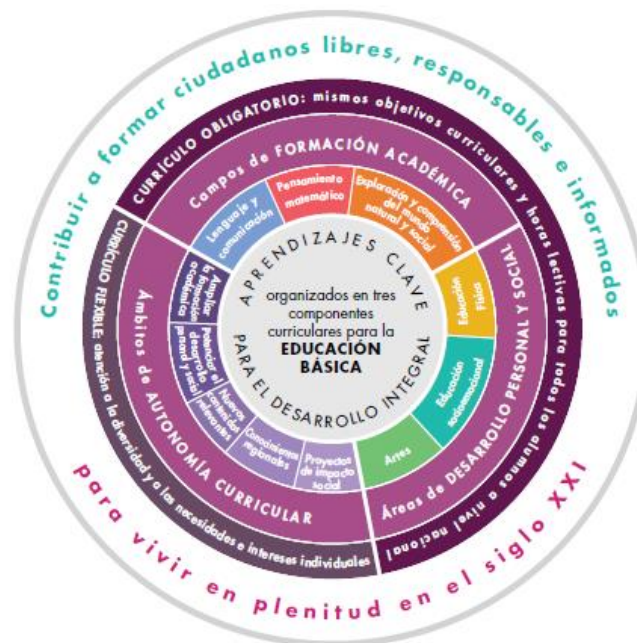 Contribuir a formar ciudadanos libres, responsables e informados
para vivir en plenitud en el siglo XXI
CURRÍCULO OBLIGATORIO: mismos objetivos curriculares y horas lectivas para todos los alumnos a nivel nacional
CURRÍCULO FLEXIBLE: atención a la diversidad y a las necesidades e intereses individuales
Campos de FORMACIÓN ACADÉMICA
Lenguaje y
comunicación
Pensamiento
matemático
Exploración y comprensión
del mundo
natural y social
Áreas de DESARROLLO PERSONAL Y SOCIAL
Educación
Física
Educación
socioemocional
Artes
Ámbitos de AUTONOMÍA CURRICULAR
Ampliar
la formación
académica
Potenciar el
desarrollo
personal y social
Nuevos
contenidos
relevantes
Conocimientos
regionales
Proyectos
de impacto
social
APRENDIZAJES CLAVE
organizados en tres
componentes
curriculares para la
EDUCACIÓN
BÁSICA
PARA EL DESARROLLO INTEGRAL